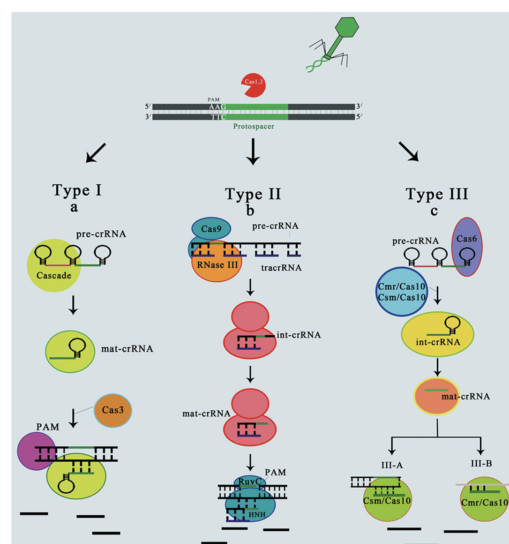 Cas1,2
PAM
5' A A G 3'
3' T T C 5'
Protospacer
Type I
a
pre-crRNA
Cascade
mat-crRNA
Cas3
PAM
Type II
b
Cas9
pre-crRNA
RNase III
tracrRNA
int-crRNA
mat-crRNA
RuvC
PAM
HNH
Type III
c
Cas6
pre-crRNA
Cmr/Cas10
Csm/Cas10
int-crRNA
mat-crRNA
III-A
III-B
Csm/Cas10
Cmr/Cas10